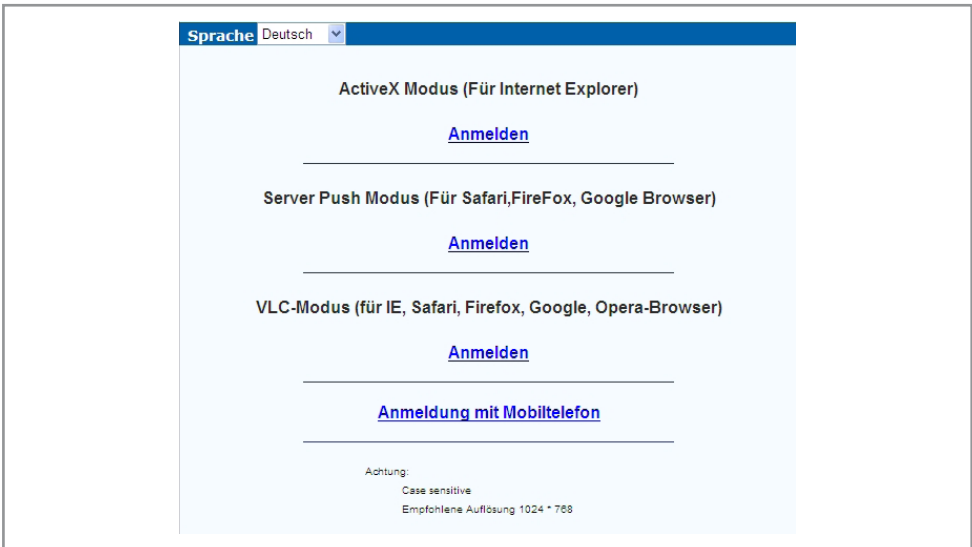 Sprache Deutsch
ActiveX Modus (Für Internet Explorer)
Anmelden
Server Push Modus (Für Safari,FireFox, Google Browser)
Anmelden
VLC-Modus (für IE, Safari, Firefox, Google, Opera-Browser)
Anmelden
Anmeldung mit Mobiltelefon
Achtung:
Case sensitive
Empfohlene Auflösung 1024 * 768